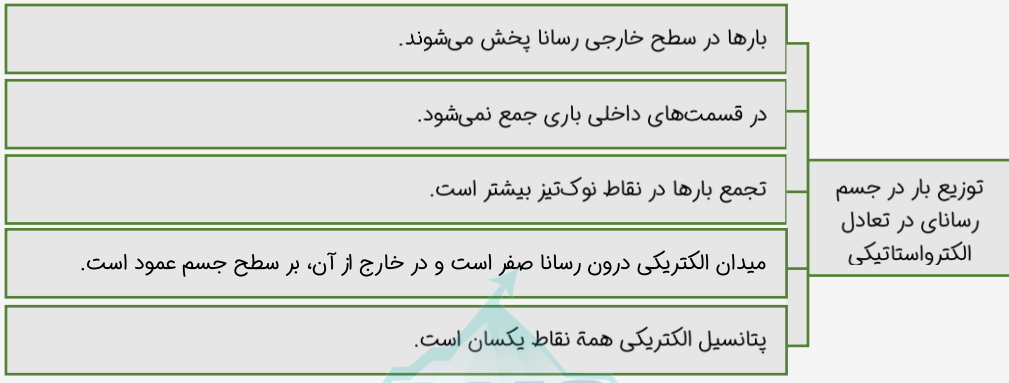 بارها در سطح خارجی رسانا پخش می‌شوند.
در قسمت‌های داخلی باری جمع نمی‌شود.
تجمع بارها در نقاط نوک‌تیز بیشتر است.
میدان الکتریکی درون رسانا صفر است و در خارج از آن، بر سطح جسم عمود است.
پتانسیل الکتریکی همۀ نقاط یکسان است.
توزیع بار در جسم
رسانای در تعادل
الکترواستاتیکی